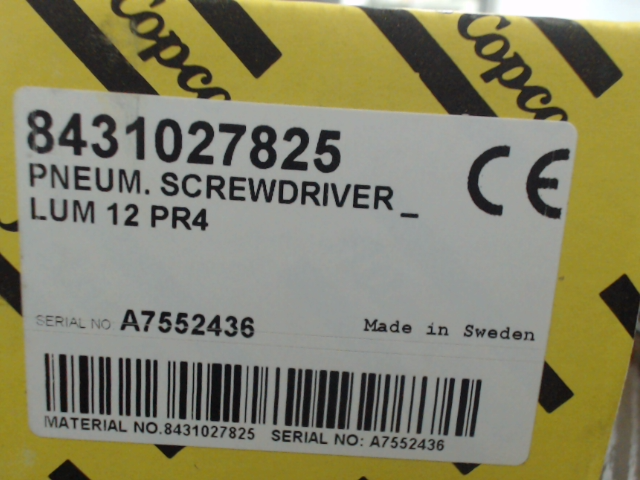 Copco
Copco
8431027825
PNEUM. SCREWDRIVER_
LUM 12 PR4
CE
SERIAL NO. A7552436
Made in Sweden
MATERIAL NO.8431027825 SERIAL NO: A7552436